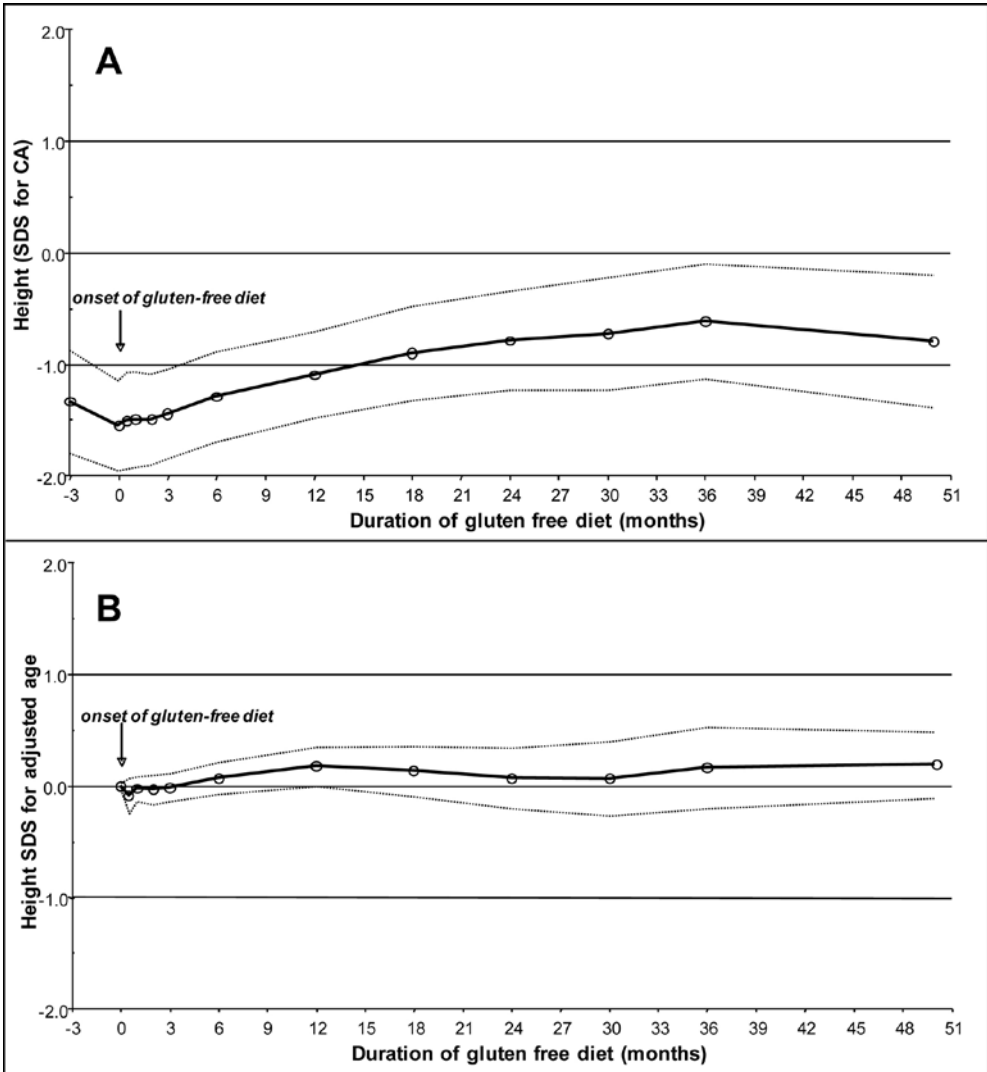 A
2.0
1.0
0.0
-1.0
-2.0
Height (SDS for CA)
onset of gluten-free diet
-3 0 3 6 9 12 15 18 21 24 27 30 33 36 39 42 45 48 51
Duration of gluten free diet (months)
B
2.0
1.0
0.0
-1.0
-2.0
Height SDS for adjusted age
onset of gluten-free diet
-3 0 3 6 9 12 15 18 21 24 27 30 33 36 39 42 45 48 51
Duration of gluten free diet (months)